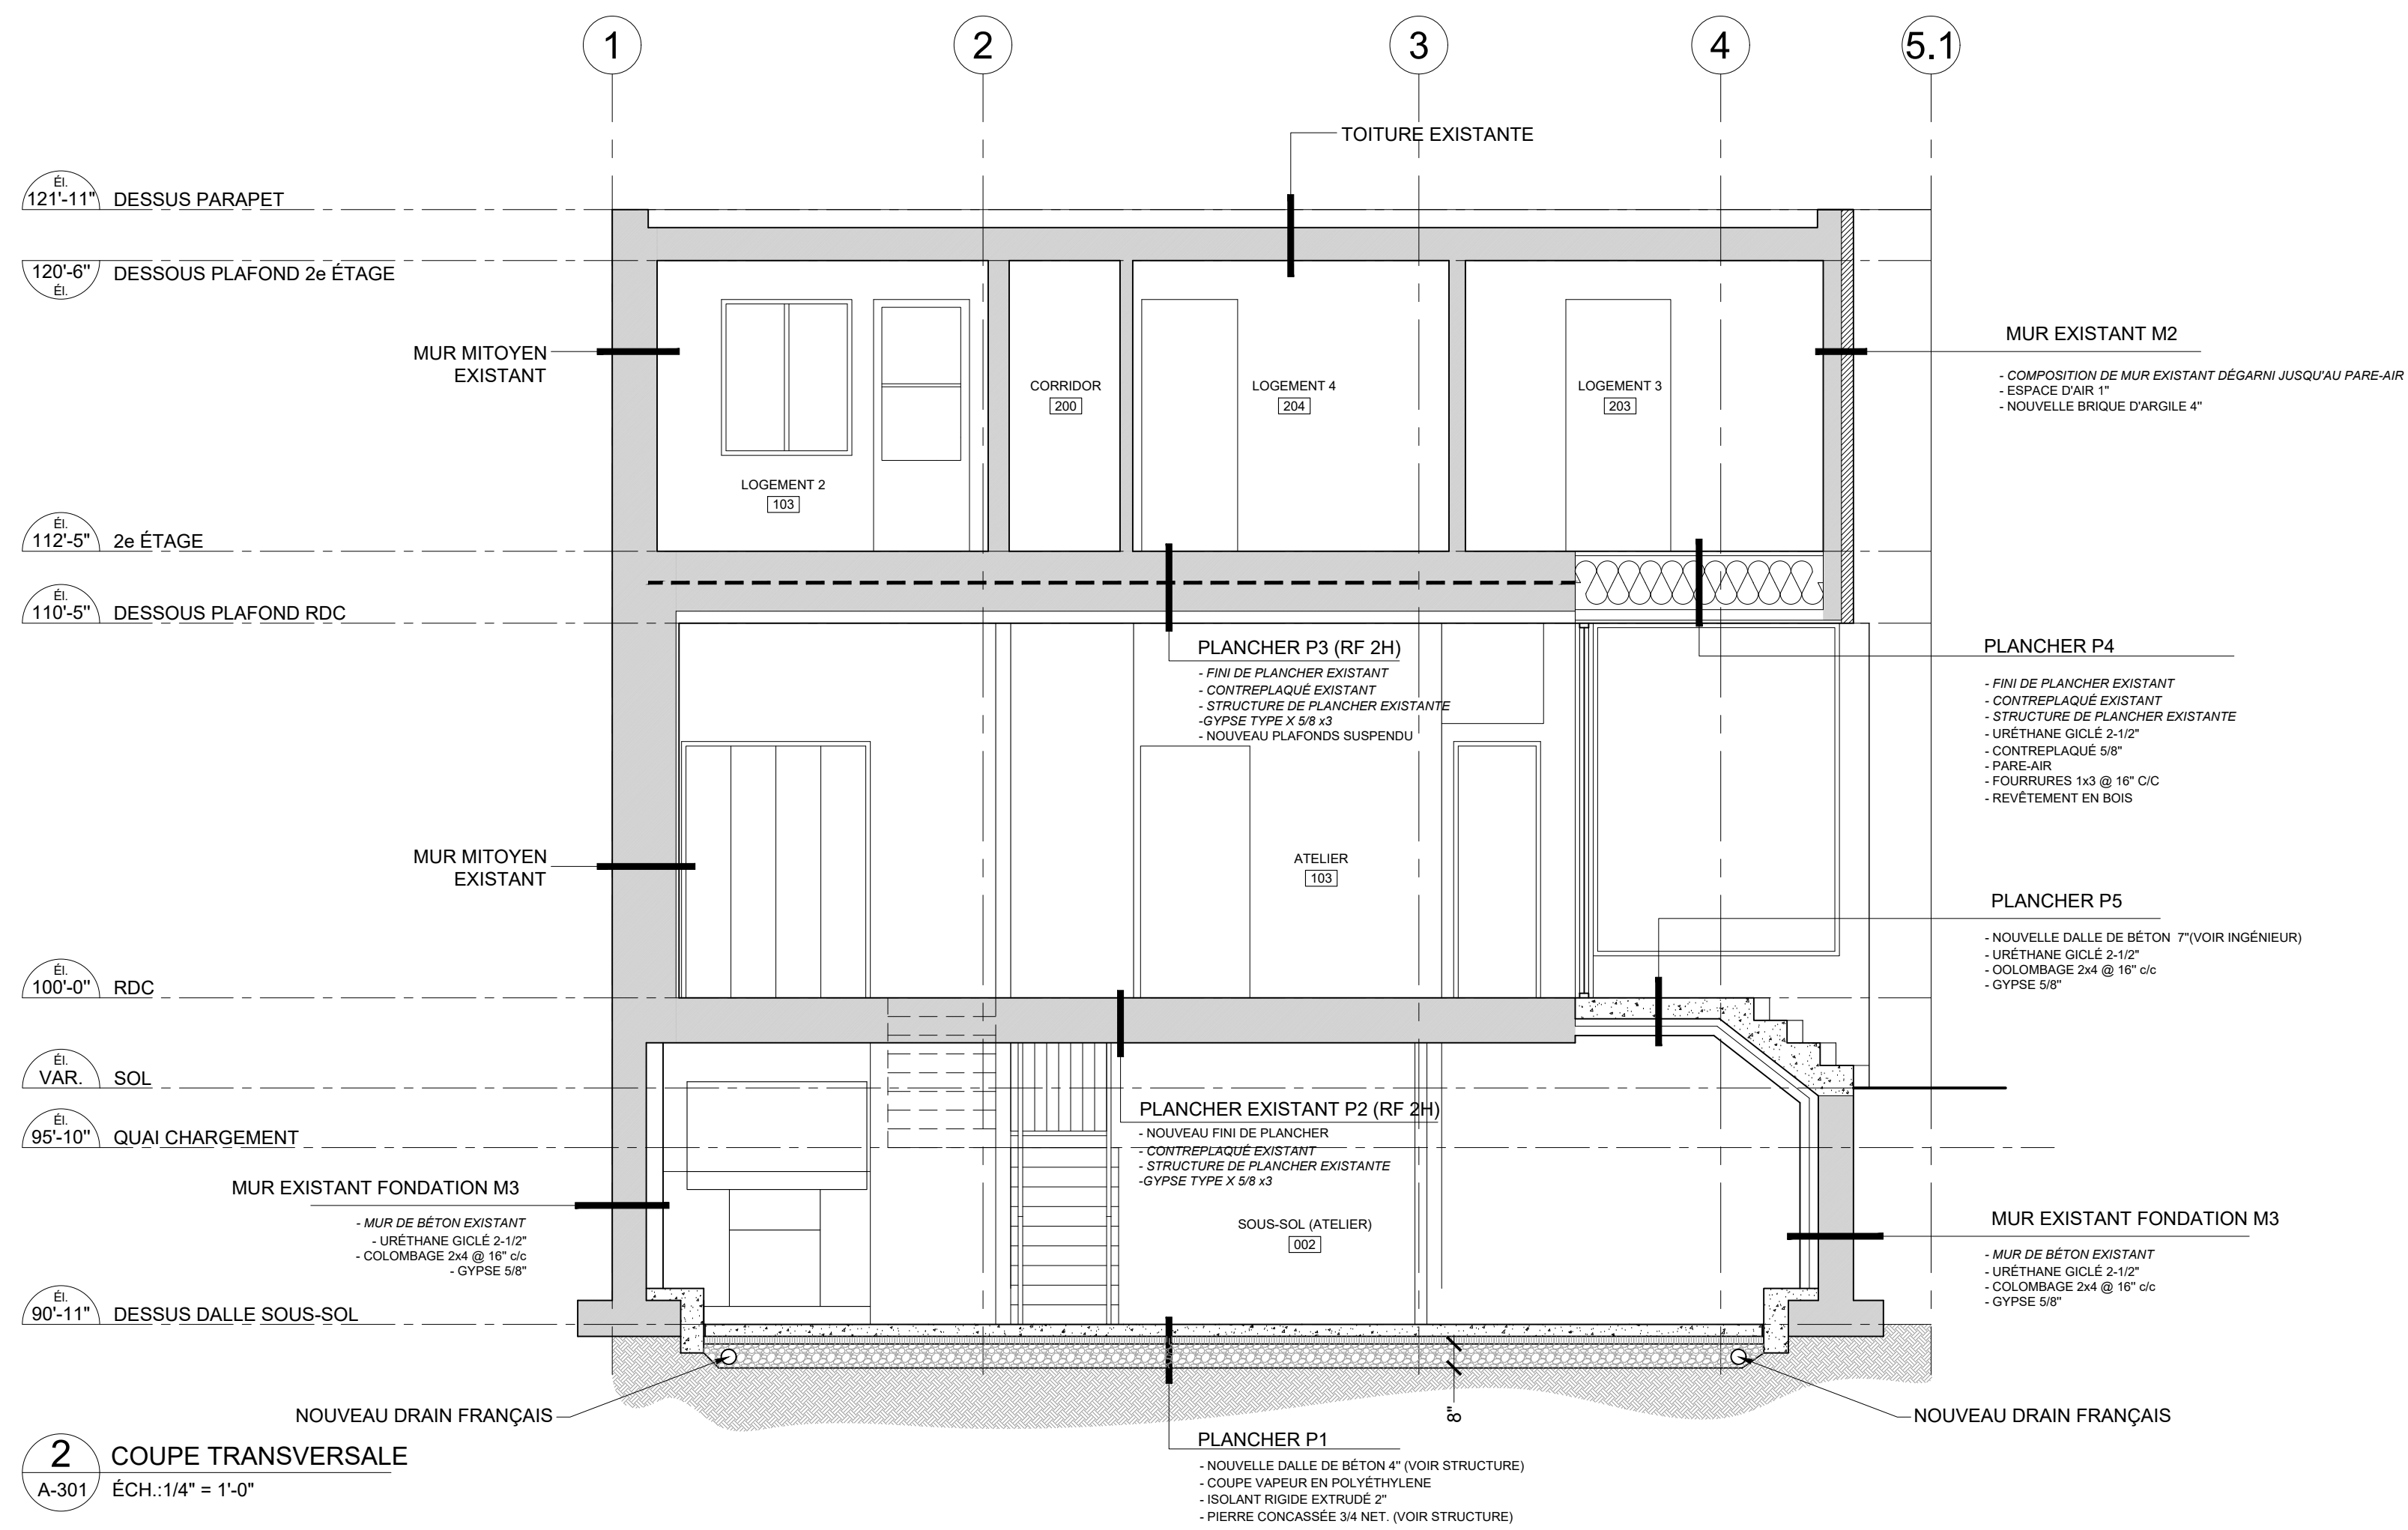 1
2
3
4
5.1
TOITURE EXISTANTE
Él.
121'-11"
DESSUS PARAPET
120'-6"
Él.
DESSOUS PLAFOND 2e ÉTAGE
MUR MITOYEN
EXISTANT
MUR EXISTANT M2
- COMPOSITION DE MUR EXISTANT DÉGARNI JUSQU'AU PARE-AIR
- ESPACE D'AIR 1"
- NOUVELLE BRIQUE D'ARGILE 4"
CORRIDOR
200
LOGEMENT 4
204
LOGEMENT 3
203
LOGEMENT 2
103
Él.
112'-5"
2e ÉTAGE
Él.
110'-5"
DESSOUS PLAFOND RDC
PLANCHER P3 (RF 2H)
- FINI DE PLANCHER EXISTANT
- CONTREPLAQUÉ EXISTANT
- STRUCTURE DE PLANCHER EXISTANTE
-GYPSE TYPE X 5/8 x3
- NOUVEAU PLAFONDS SUSPENDU
PLANCHER P4
- FINI DE PLANCHER EXISTANT
- CONTREPLAQUÉ EXISTANT
- STRUCTURE DE PLANCHER EXISTANTE
- URÉTHANE GICLÉ 2-1/2"
- CONTREPLAQUÉ 5/8"
- PARE-AIR
- FOURRURES 1x3 @ 16" C/C
- REVÊTEMENT EN BOIS
MUR MITOYEN
EXISTANT
ATELIER
103
PLANCHER P5
- NOUVELLE DALLE DE BÉTON 7"(VOIR INGÉNIEUR)
- URÉTHANE GICLÉ 2-1/2"
- OOLOMBAGE 2x4 @ 16" c/c
- GYPSE 5/8"
Él.
100'-0"
RDC
Él.
VAR.
SOL
Él.
95'-10"
QUAI CHARGEMENT
PLANCHER EXISTANT P2 (RF 2H)
- NOUVEAU FINI DE PLANCHER
- CONTREPLAQUÉ EXISTANT
- STRUCTURE DE PLANCHER EXISTANTE
-GYPSE TYPE X 5/8 x3
MUR EXISTANT FONDATION M3
- MUR DE BÉTON EXISTANT
- URÉTHANE GICLÉ 2-1/2"
- COLOMBAGE 2x4 @ 16" c/c
- GYPSE 5/8"
SOUS-SOL (ATELIER)
002
MUR EXISTANT FONDATION M3
- MUR DE BÉTON EXISTANT
- URÉTHANE GICLÉ 2-1/2"
- COLOMBAGE 2x4 @ 16" c/c
- GYPSE 5/8"
Él.
90'-11"
DESSUS DALLE SOUS-SOL
NOUVEAU DRAIN FRANÇAIS
8"
NOUVEAU DRAIN FRANÇAIS
PLANCHER P1
- NOUVELLE DALLE DE BÉTON 4" (VOIR STRUCTURE)
- COUPE VAPEUR EN POLYÉTHYLENE
- ISOLANT RIGIDE EXTRUDÉ 2"
- PIERRE CONCASSÉE 3/4 NET. (VOIR STRUCTURE)
2
A-301
COUPE TRANSVERSALE
ÉCH.:1/4" = 1'-0"